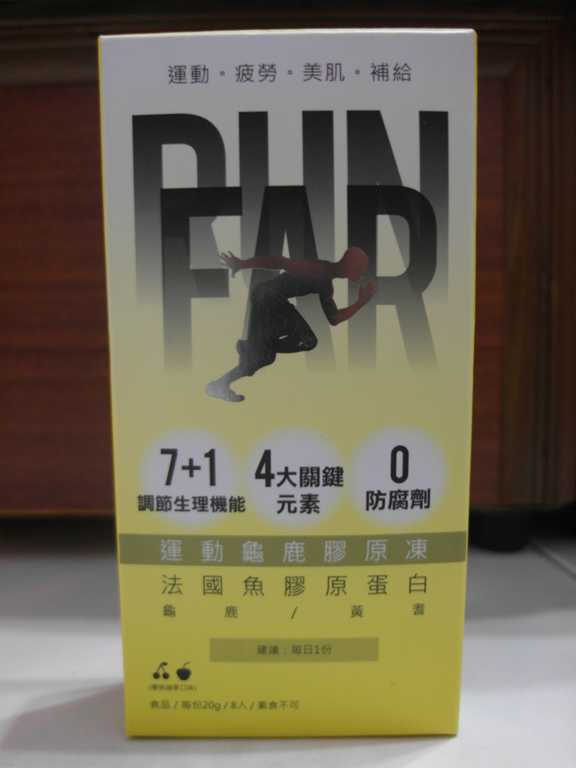 運動。疲勞。美肌。補給
RUN
FAR
7+1
調節生理機能
4大關鍵
元素
0
防腐劑
運動龜鹿膠原凍
法國魚膠原蛋白
龜鹿/黃耆
建議：每日1份
食品/每份20g/8入/素食不可